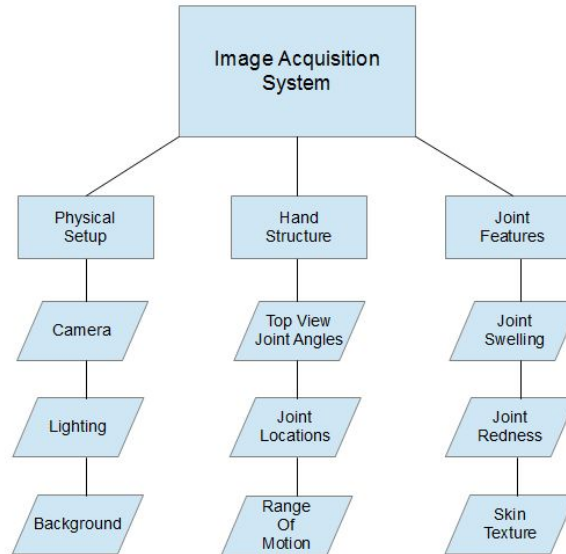 Image Acquisition
System
Physical
Setup
Hand
Structure
Joint
Features
Camera
Top View
Joint Angles
Joint
Swelling
Lighting
Joint
Locations
Joint
Redness
Background
Range
Of
Motion
Skin
Texture